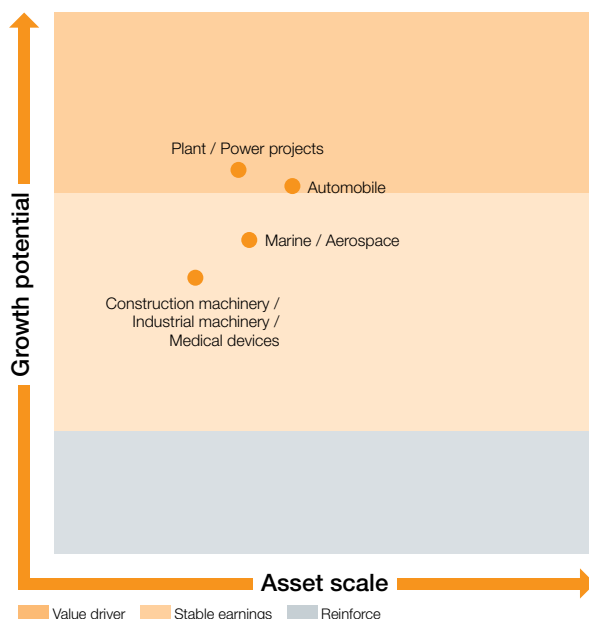 Plant / Power projects
Automobile
Marine / Aerospace
Construction machinery /
Industrial machinery /
Medical devices
Growth potential
Asset scale
Value driver
Stable earnings
Reinforce